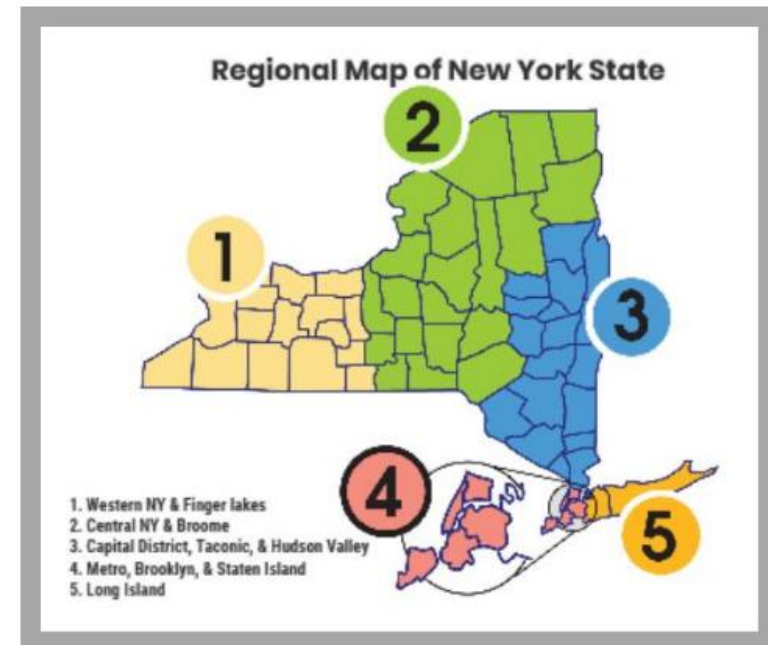 Regional Map of New York State
2
1
3
4
5
1. Western NY & Finger lakes
2. Central NY & Broome
3. Capital District, Taconic, & Hudson Valley
4. Metro, Brooklyn, & Staten Island
5. Long Island